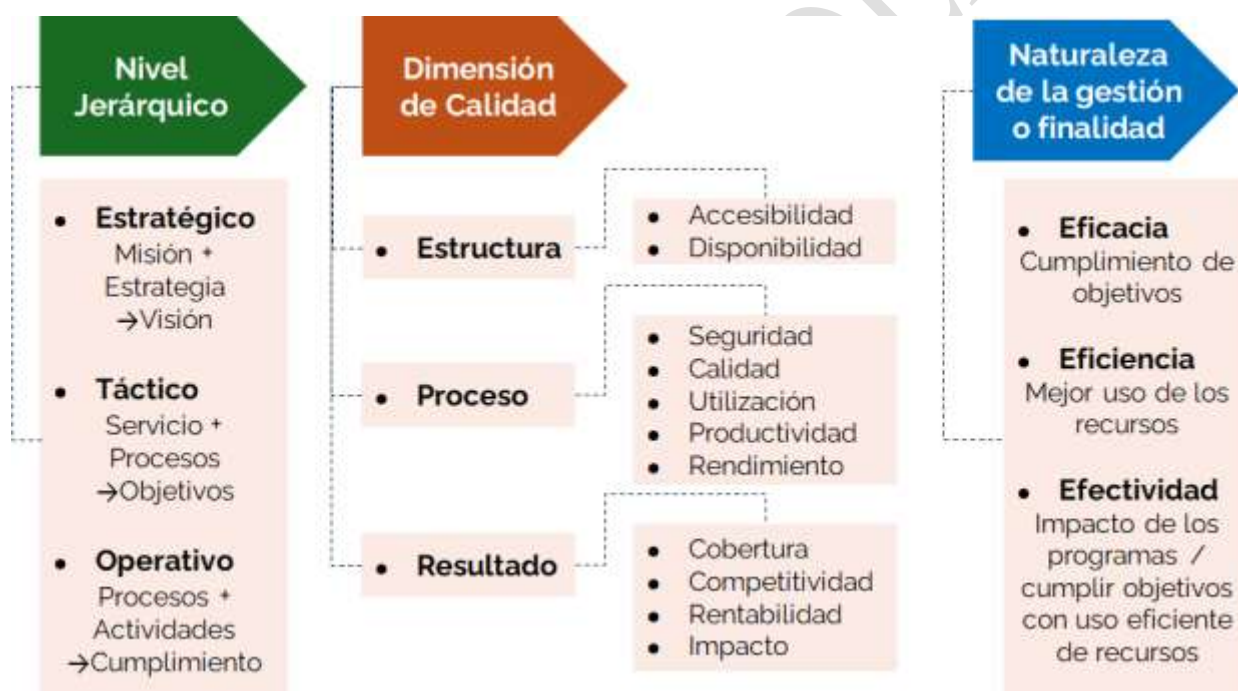 Nivel
Jerárquico
• Estratégico
Misión +
Estrategia
→Visión
• Táctico
Servicio +
Procesos
→Objetivos
• Operativo
Procesos +
Actividades
→Cumplimiento
Dimensión
de Calidad
• Estructura
• Accesibilidad
• Disponibilidad
• Proceso
• Seguridad
• Calidad
• Utilización
• Productividad
• Rendimiento
• Resultado
• Cobertura
• Competitividad
• Rentabilidad
• Impacto
Naturaleza
de la gestión
o finalidad
• Eficacia
Cumplimiento de
objetivos
• Eficiencia
Mejor uso de los
recursos
• Efectividad
Impacto de los
programas /
cumplir objetivos
con uso eficiente
de recursos